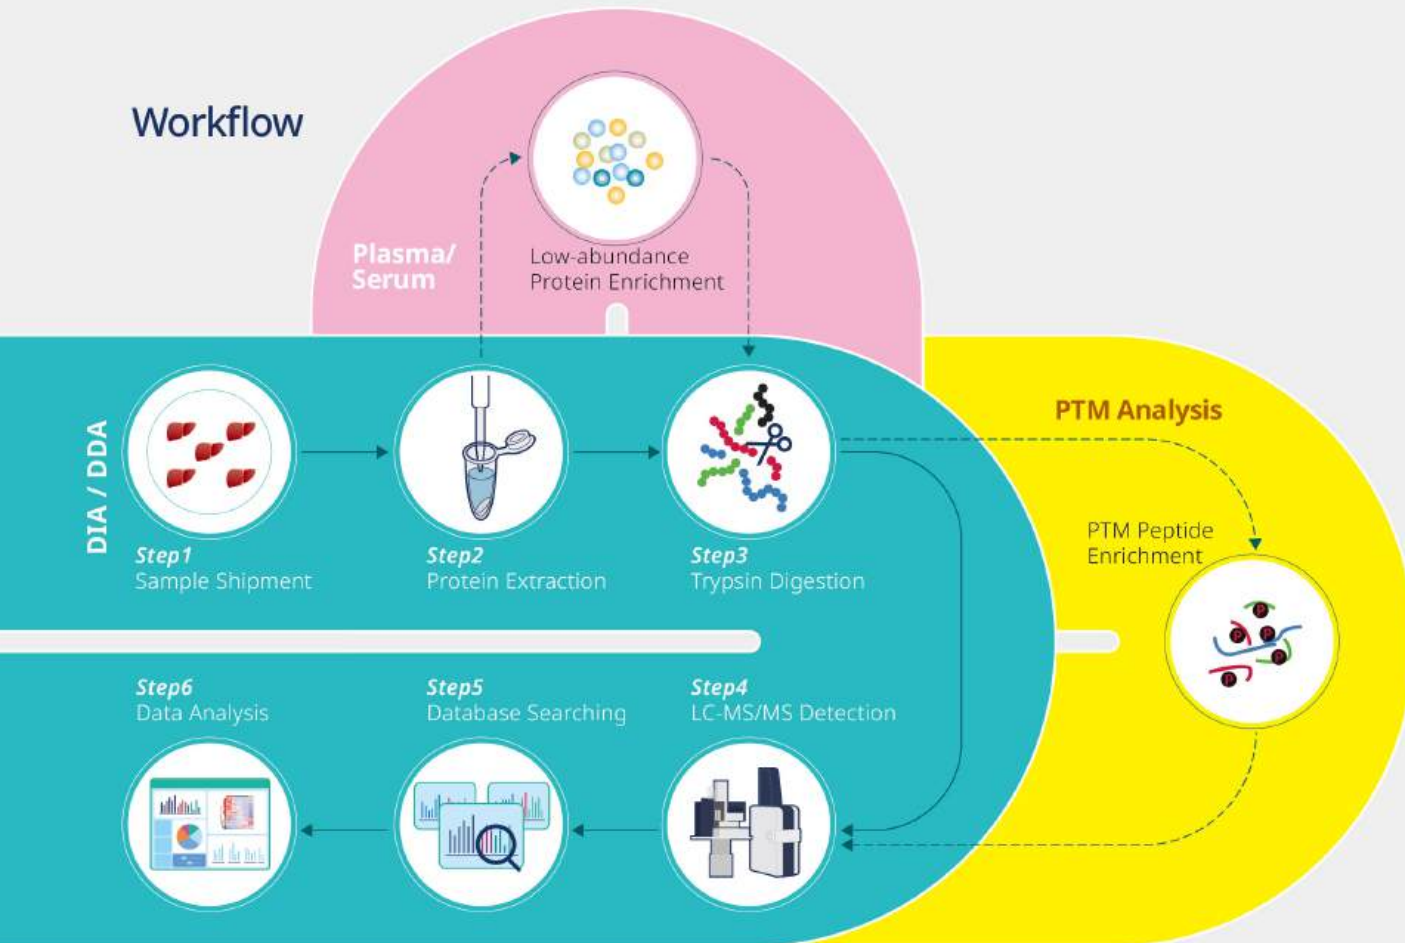 Workflow
Plasma/
Serum
Low-abundance
Protein Enrichment
DIA / DDA
Step1
Sample Shipment
Step2
Protein Extraction
Step3
Trypsin Digestion
PTM Analysis
PTM Peptide
Enrichment
P
P
P
P
P
Step6
Data Analysis
Step5
Database Searching
Step4
LC-MS/MS Detection